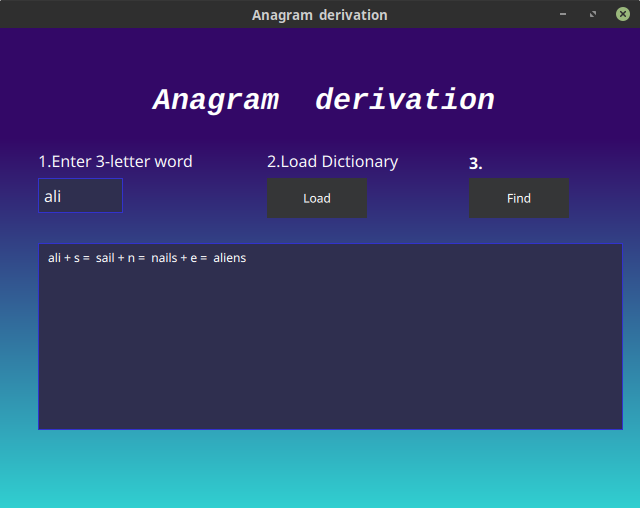 Anagram derivation
Anagram derivation
1.Enter 3-letter word
2.Load Dictionary
3.
ali
Load
Find
ali + s = sail + n = nails + e = aliens